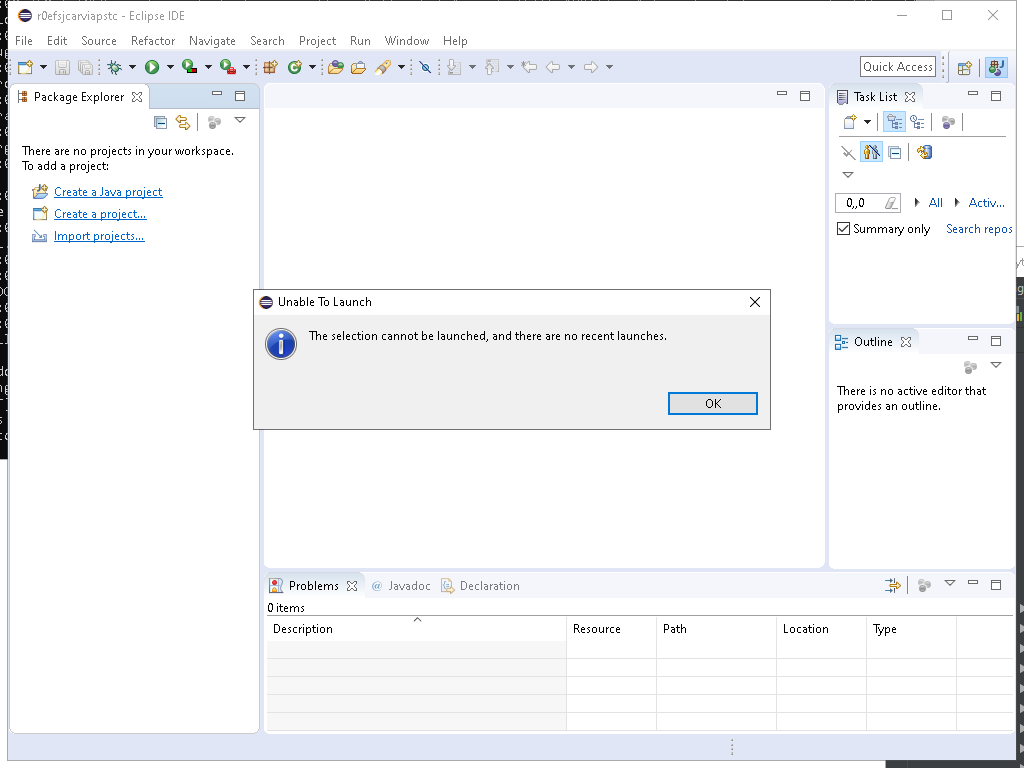 r0efsjcarviapstc - Eclipse IDE
File Edit Source Refactor Navigate Search Project Run Window Help
Quick Access
Package Explorer
There are no projects in your workspace.
To add a project:
Create a Java project
Create a project...
Import projects...
Task List
0,,0 All Activ...
Summary only Search repos
Unable To Launch
The selection cannot be launched, and there are no recent launches.
OK
Outline
There is no active editor that
provides an outline.
Problems @ Javadoc Declaration
0 items
Description Resource Path Location Type